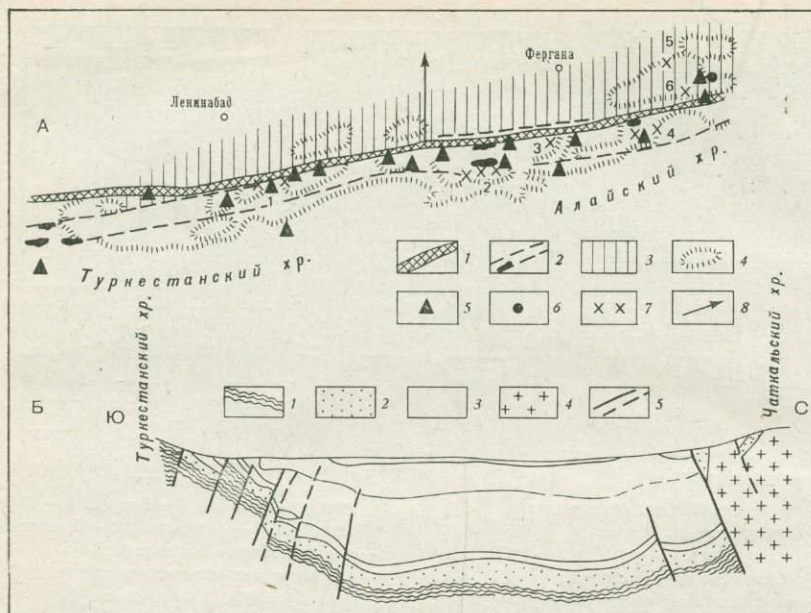 А
Ленинабад
Фергана
5
6
3
4
1
2
Туркестанский хр.
Алайский хр.
1
2
3
4
5
6
7
8
Б
Ю
Туркестанский хр.
1
2
3
4
5
Чаткальский хр.
С